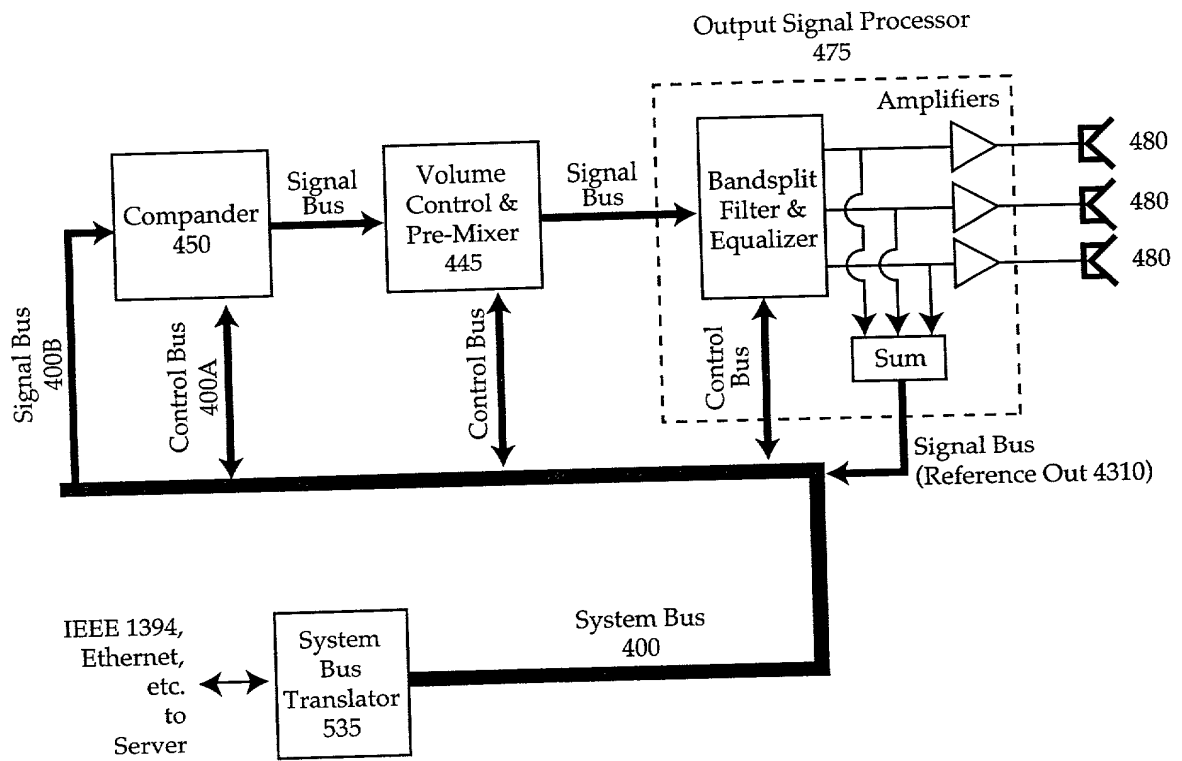 Output Signal Processor
475
Amplifiers
480
480
480
Compander
450
Signal
Bus
Volume
Control &
Pre-Mixer
445
Signal
Bus
Bandsplit
Filter &
Equalizer
Sum
Signal Bus
400B
Control Bus
400A
Control Bus
Control
Bus
Signal Bus
(Reference Out 4310)
IEEE 1394,
Ethernet,
etc.
to
Server
System
Bus
Translator
535
System Bus
400